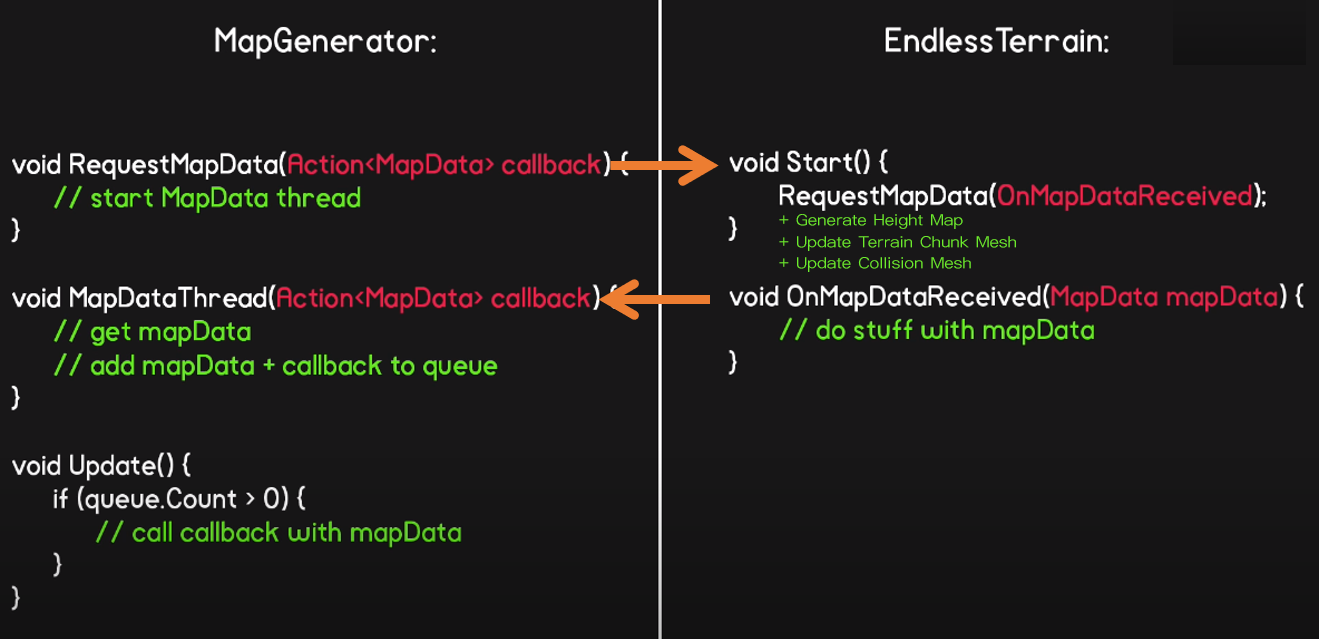 MapGenerator:
void RequestMapData(Action<MapData> callback) {
// start MapData thread
}
void MapDataThread(Action<MapData> callback) {
// get mapData
// add mapData + callback to queue
}
void Update() {
if (queue.Count > 0) {
// call callback with mapData
}
}
EndlessTerrain:
void Start() {
RequestMapData(OnMapDataReceived);
+ Generate Height Map
}
+ Update Terrain Chunk Mesh
+ Update Collision Mesh
void OnMapDataReceived(MapData mapData) {
// do stuff with mapData
}